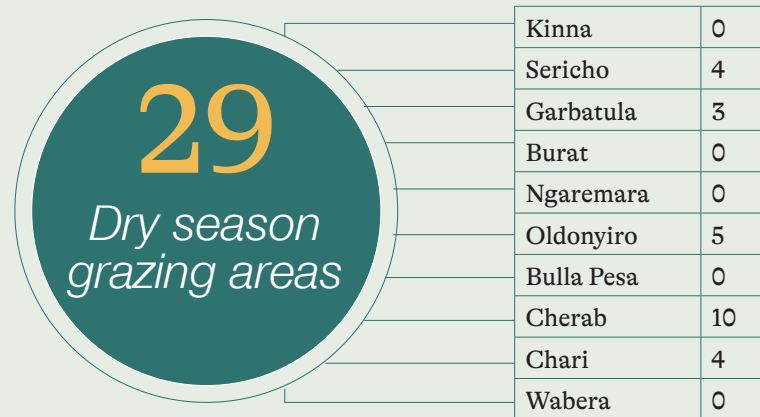 29
Dry season
grazing areas
Kinna 0
Sericho 4
Garbatula 3
Burat 0
Ngaremara 0
Oldonyiro 5
Bulla Pesa 0
Cherab 10
Chari 4
Wabera 0